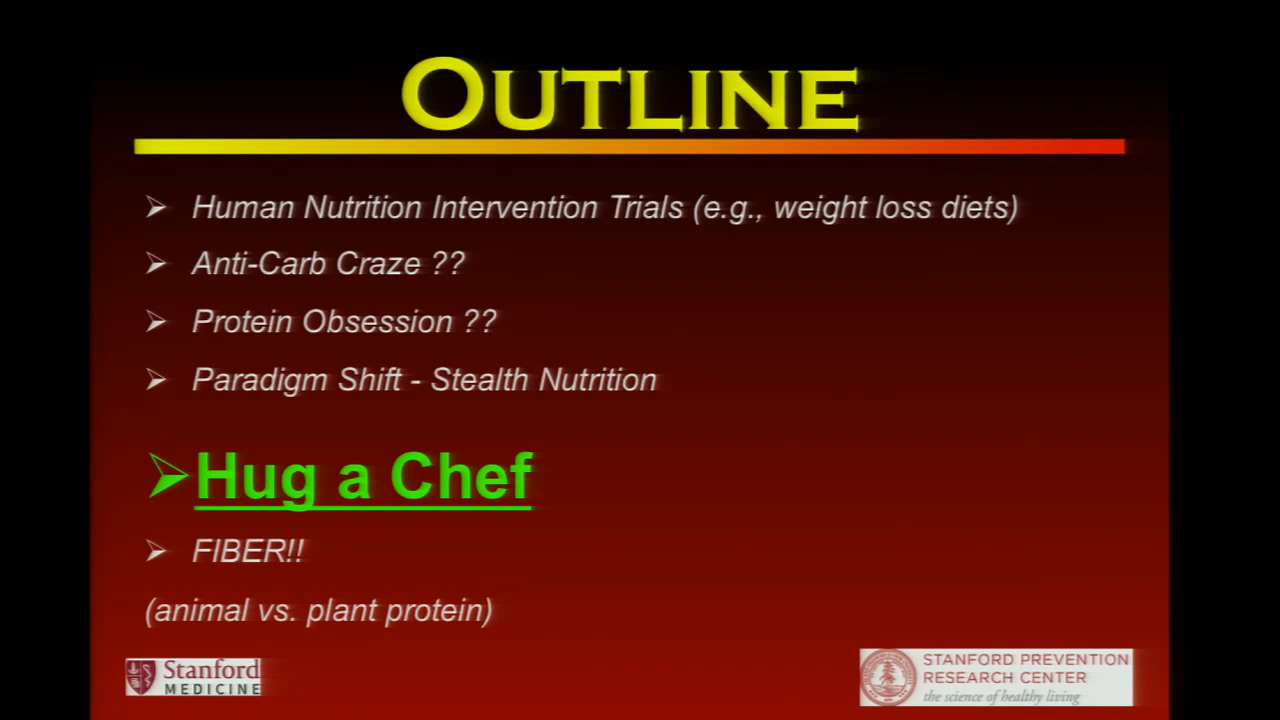 OUTLINE
Human Nutrition Intervention Trials (e.g., weight loss diets)
Anti-Carb Craze ??
Protein Obsession ??
Paradigm Shift - Stealth Nutrition
Hug a Chef
FIBER!!
(animal vs. plant protein)
Stanford
MEDICINE
STANFORD PREVENTION
RESEARCH CENTER
the science of healthy living